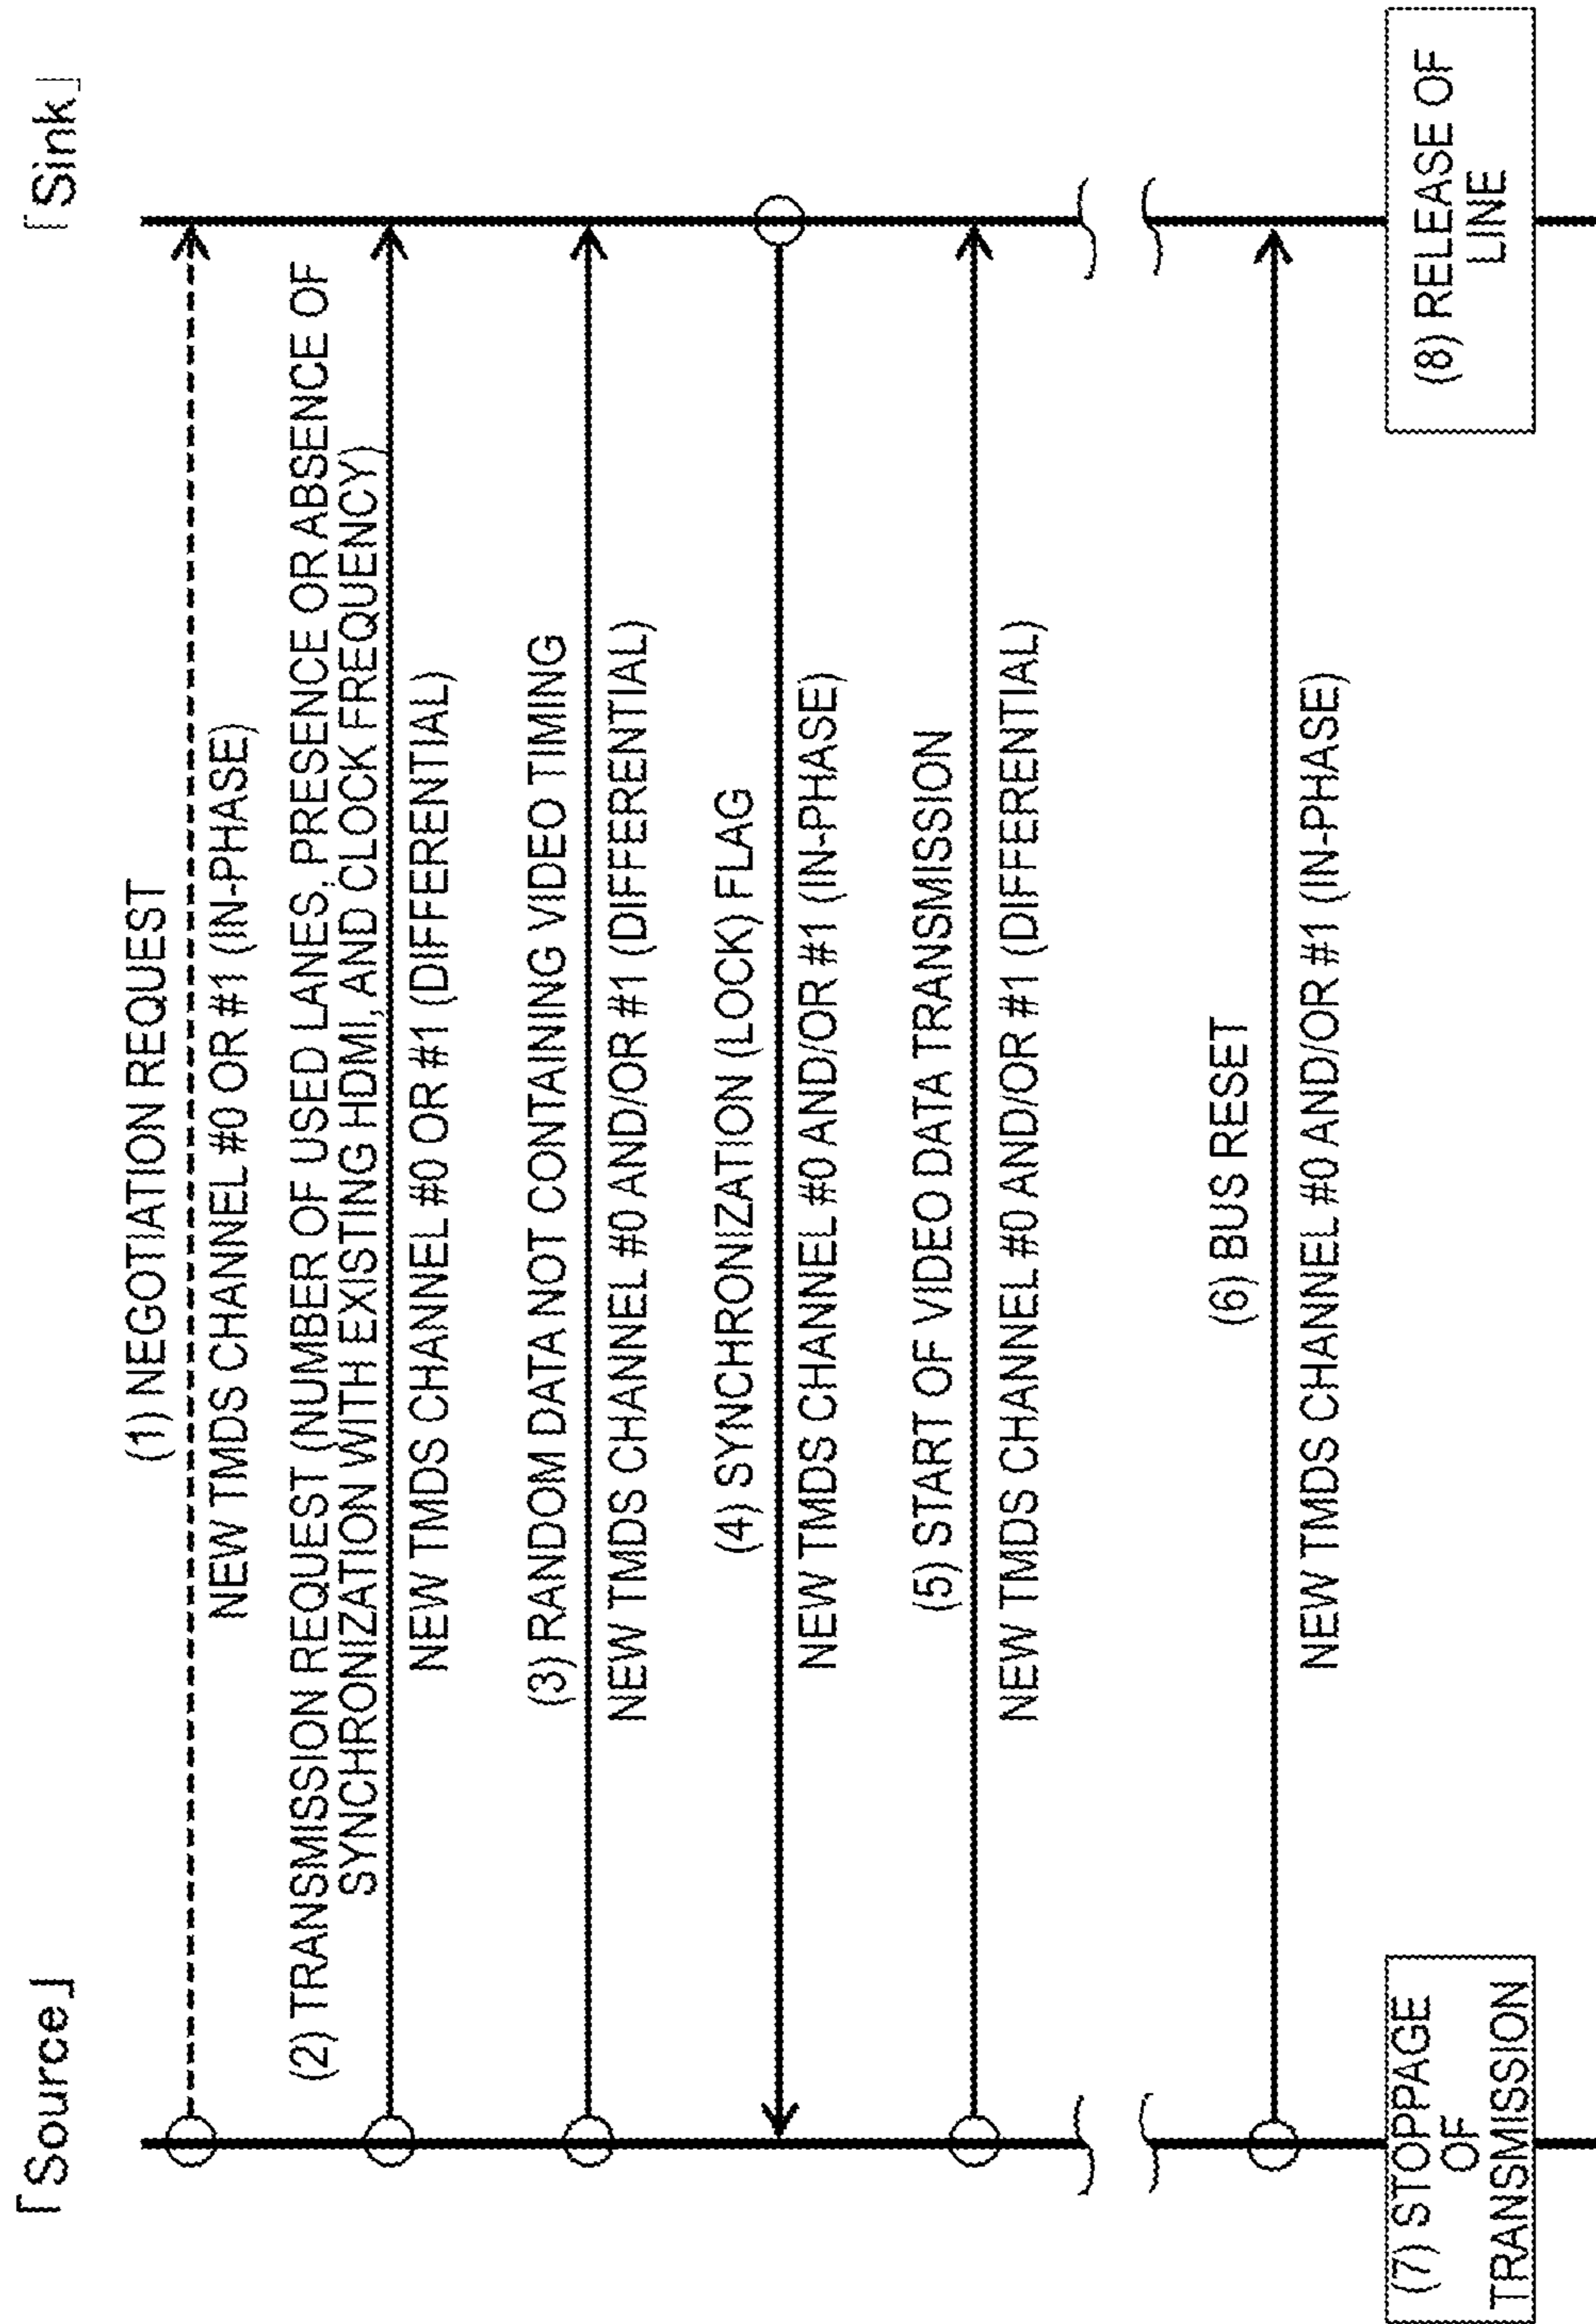 「Source」
「Sink」
(1) NEGOTIATION REQUEST
NEW TMDS CHANNEL #0 OR #1 (IN-PHASE)
(2) TRANSMISSION REQUEST (NUMBER OF USED LANES, PRESENCE OR ABSENCE OF
SYNCHRONIZATION WITH EXISTING HDMI, AND CLOCK FREQUENCY)
NEW TMDS CHANNEL #0 OR #1 (DIFFERENTIAL)
(3) RANDOM DATA NOT CONTAINING VIDEO TIMING
NEW TMDS CHANNEL #0 AND/OR #1 (DIFFERENTIAL)
(4) SYNCHRONIZATION (LOCK) FLAG
NEW TMDS CHANNEL #0 AND/OR #1 (IN-PHASE)
(5) START OF VIDEO DATA TRANSMISSION
NEW TMDS CHANNEL #0 AND/OR #1 (DIFFERENTIAL)
(6) BUS RESET
NEW TMDS CHANNEL #0 AND/OR #1 (IN-PHASE)
(7) STOPPAGE
OF
TRANSMISSION
(8) RELEASE OF
LINE